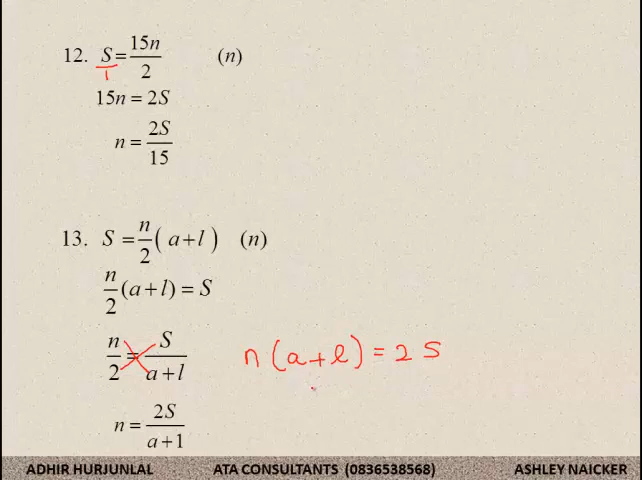 12. S = 15n/2 (n)
1
15n = 2S
n = 2S/15
13. S = n/2 ( a+l ) (n)
n/2 (a+l) = S
n/2 = S/a+l n(a+l) = 2S
n = 2S/a+1
ADHIR HURJUNLAL ATA CONSULTANTS (0836538568) ASHLEY NAICKER